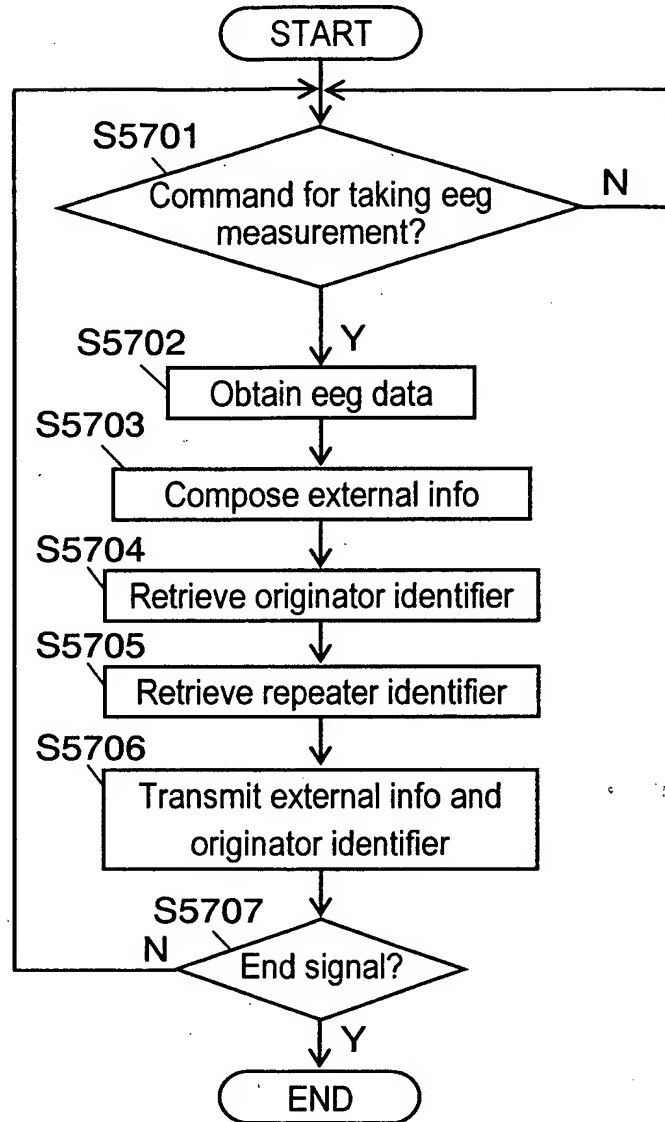 START
S5701
Command for taking eeg
measurement?
N
Y
S5702
Obtain eeg data
S5703
Compose external info
S5704
Retrieve originator identifier
S5705
Retrieve repeater identifier
S5706
Transmit external info and
originator identifier
S5707
N
End signal?
Y
END